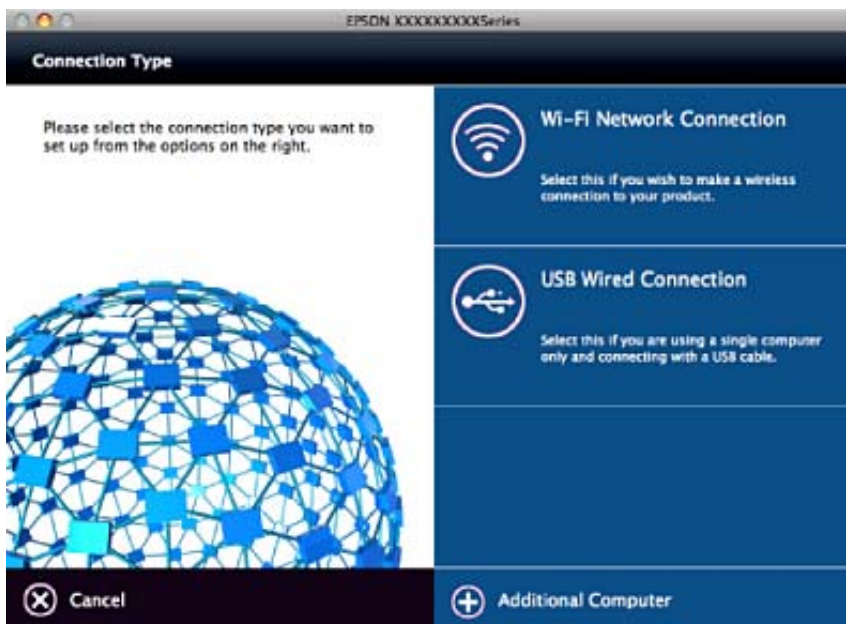 EPSON XXXXXXXXXSeries
Connection Type
Please select the connection type you want to
set up from the options on the right.
Wi-Fi Network Connection
Select this if you wish to make a wireless
connection to your product.
USB Wired Connection
Select this if you are using a single computer
only and connecting with a USB cable.
Cancel
Additional Computer